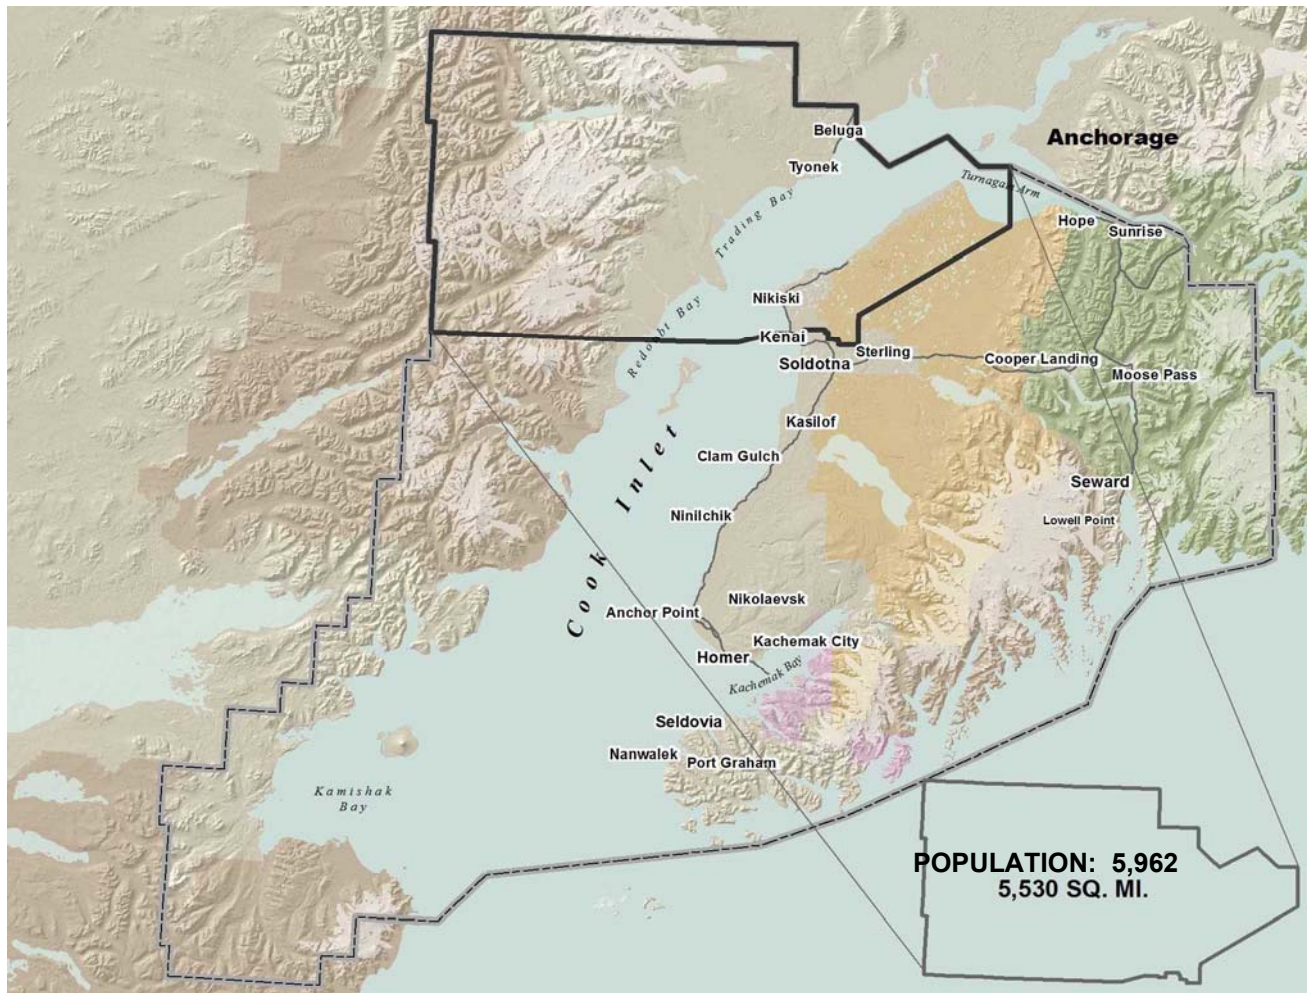 Beluga
Anchorage
Tyonek
Turnagain Arm
Trading Bay
Hope
Sunrise
Nikiski
Redoubt Bay
Kenai
Sterling
Soldotna
Cooper Landing
Moose Pass
Kasilof
Clam Gulch
Cook Inlet
Seward
Ninilchik
Lowell Point
Nikolaevsk
Anchor Point
Kachemak City
Homer
Kachemak Bay
Seldovia
Nanwalek
Port Graham
Kamishak
Bay
POPULATION: 5,962
5,530 SQ. MI.